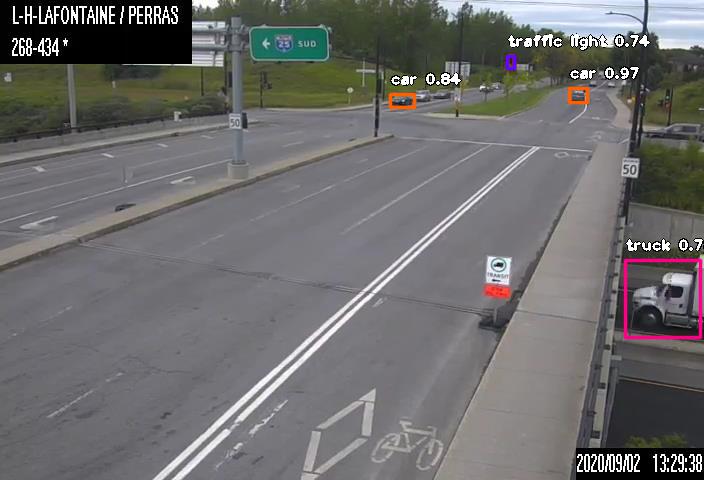 L-H-LAFONTAINE / PERRAS
268-434 *
25 SUD
traffic light 0.74
car 0.84
car 0.97
50
50
truck 0.7
TRANSIT
2020/09/02 13:29:38